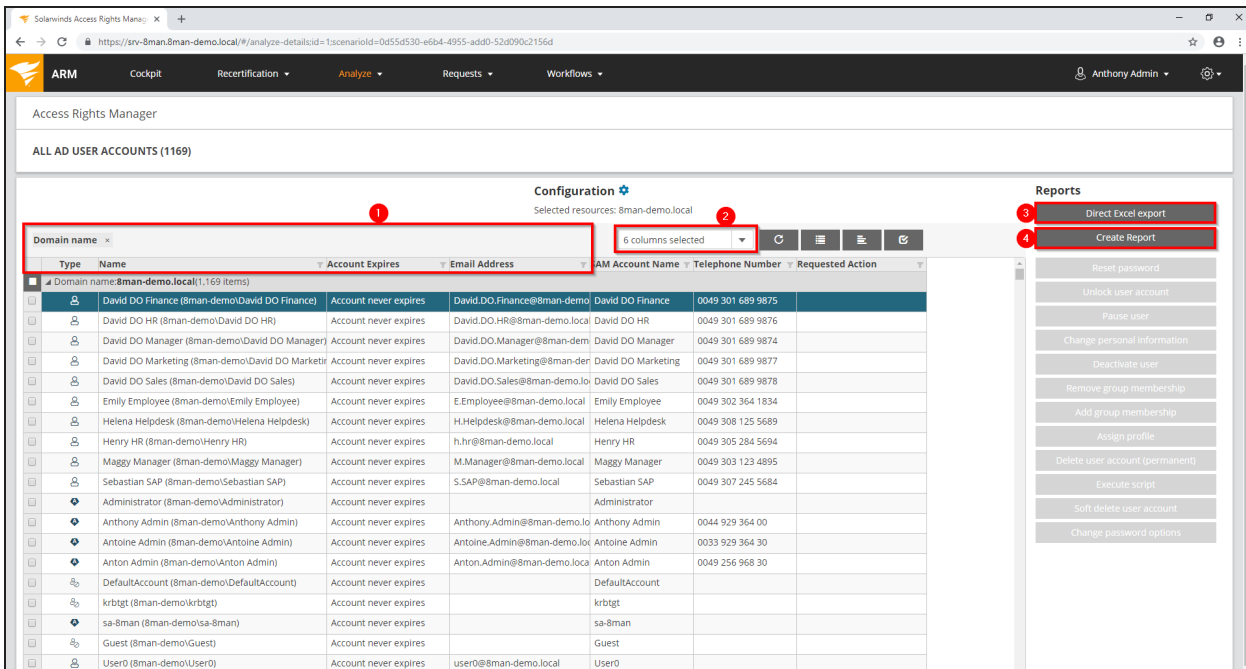 Solarwinds Access Rights Manag
https://srv-8man.8man-demo.local/#/analyze-details;id=1;scenarioId=0d55d530-e6b4-4955-add0-52d090c2156d
ARM Cockpit Recertification Analyze Requests Workflows Anthony Admin
Access Rights Manager
ALL AD USER ACCOUNTS (1169)
Configuration
Reports
Selected resources: 8man-demo.local
1
2
3 Direct Excel export
Domain name × 6 columns selected
4 Create Report
Type Name Account Expires Email Address SAM Account Name Telephone Number Requested Action
Domain name:8man-demo.local(1,169 items)
David DO Finance (8man-demo\David DO Finance) Account never expires David.DO.Finance@8man-demo David DO Finance 0049 301 689 9875
David DO HR (8man-demo\David DO HR) Account never expires David.DO.HR@8man-demo.local David DO HR 0049 301 689 9876
David DO Manager (8man-demo\David DO Manager) Account never expires David.DO.Manager@8man-dem David DO Manager 0049 301 689 9874
David DO Marketing (8man-demo\David DO Marketin Account never expires David.DO.Marketing@8man-der David DO Marketing 0049 301 689 9877
David DO Sales (8man-demo\David DO Sales) Account never expires David.DO.Sales@8man-demo.lo David DO Sales 0049 301 689 9878
Emily Employee (8man-demo\Emily Employee) Account never expires E.Employee@8man-demo.local Emily Employee 0049 302 364 1834
Helena Helpdesk (8man-demo\Helena Helpdesk) Account never expires H.Helpdesk@8man-demo.local Helena Helpdesk 0049 308 125 5689
Henry HR (8man-demo\Henry HR) Account never expires h.hr@8man-demo.local Henry HR 0049 305 284 5694
Maggy Manager (8man-demo\Maggy Manager) Account never expires M.Manager@8man-demo.local Maggy Manager 0049 303 123 4895
Sebastian SAP (8man-demo\Sebastian SAP) Account never expires S.SAP@8man-demo.local Sebastian SAP 0049 307 245 5684
Administrator (8man-demo\Administrator) Account never expires Administrator
Anthony Admin (8man-demo\Anthony Admin) Account never expires Anthony.Admin@8man-demo.lo Anthony Admin 0044 929 364 00
Antoine Admin (8man-demo\Antoine Admin) Account never expires Antoine.Admin@8man-demo.loc Antoine Admin 0033 929 364 30
Anton Admin (8man-demo\Anton Admin) Account never expires Anton.Admin@8man-demo.loca Anton Admin 0049 256 968 30
DefaultAccount (8man-demo\DefaultAccount) Account never expires DefaultAccount
krbtgt (8man-demo\krbtgt) Account never expires krbtgt
sa-8man (8man-demo\sa-8man) Account never expires sa-8man
Guest (8man-demo\Guest) Account never expires Guest
User0 (8man-demo\User0) Account never expires user0@8man-demo.local User0
Reset password
Unlock user account
Pause user
Change personal information
Deactivate user
Remove group membership
Add group membership
Assign profile
Delete user account (permanent)
Execute script
Soft delete user account
Change password options